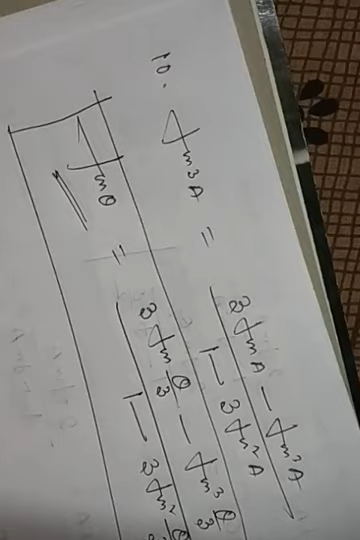 10. tan3A = (3tanA − tan³A)/(1 − 3tan²A)
tanθ = (3tan θ/3 − tan³ θ/3)/(1 − 3tan² θ/3)